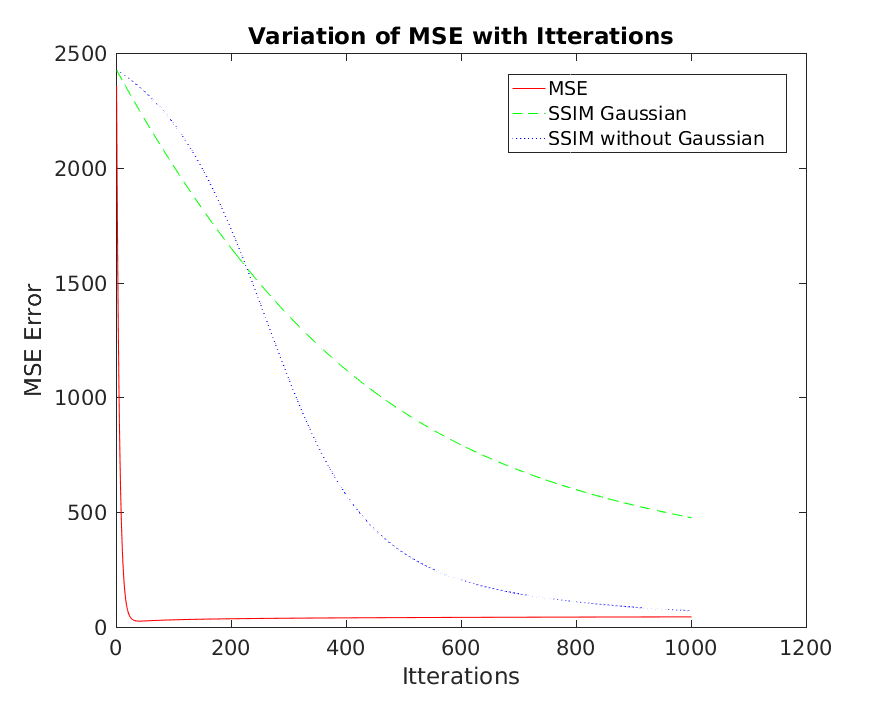 Variation of MSE with Itterations
2500
2000
1500
1000
500
0
MSE Error
MSE
SSIM Gaussian
SSIM without Gaussian
0 200 400 600 800 1000 1200
Itterations